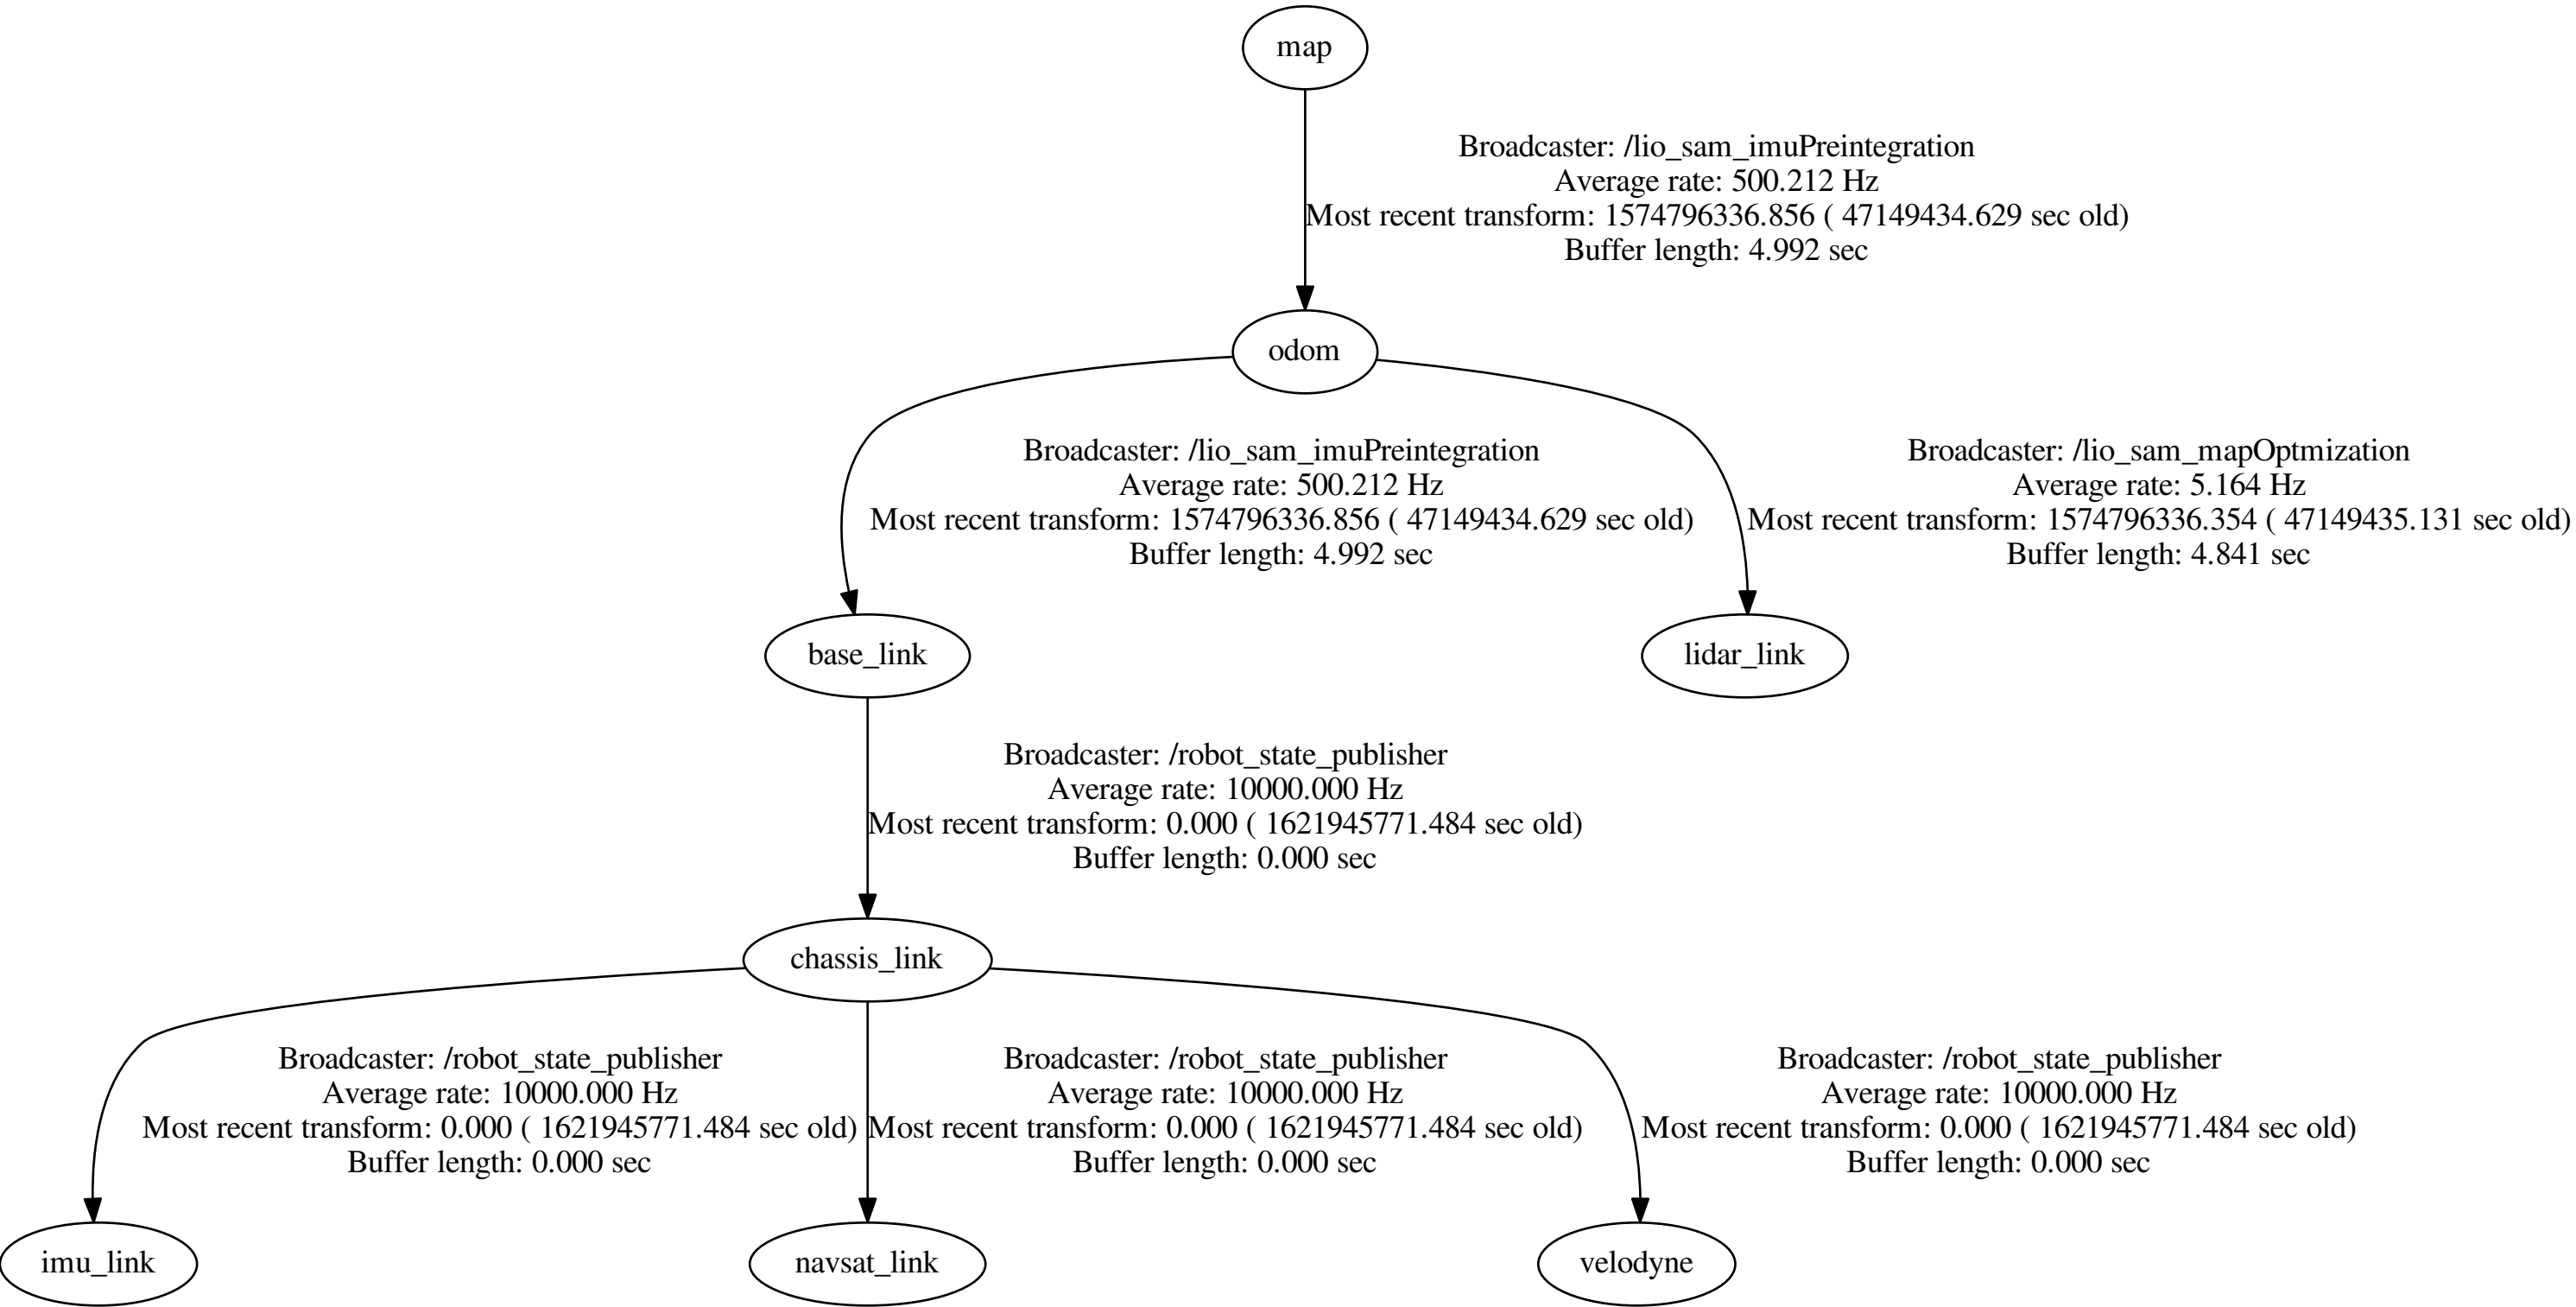 map
Broadcaster: /lio_sam_imuPreintegration
Average rate: 500.212 Hz
Most recent transform: 1574796336.856 ( 47149434.629 sec old)
Buffer length: 4.992 sec
odom
Broadcaster: /lio_sam_imuPreintegration
Average rate: 500.212 Hz
Most recent transform: 1574796336.856 ( 47149434.629 sec old)
Buffer length: 4.992 sec
Broadcaster: /lio_sam_mapOptmization
Average rate: 5.164 Hz
Most recent transform: 1574796336.354 ( 47149435.131 sec old)
Buffer length: 4.841 sec
base_link
lidar_link
Broadcaster: /robot_state_publisher
Average rate: 10000.000 Hz
Most recent transform: 0.000 ( 1621945771.484 sec old)
Buffer length: 0.000 sec
chassis_link
Broadcaster: /robot_state_publisher
Average rate: 10000.000 Hz
Most recent transform: 0.000 ( 1621945771.484 sec old)
Buffer length: 0.000 sec
Broadcaster: /robot_state_publisher
Average rate: 10000.000 Hz
Most recent transform: 0.000 ( 1621945771.484 sec old)
Buffer length: 0.000 sec
Broadcaster: /robot_state_publisher
Average rate: 10000.000 Hz
Most recent transform: 0.000 ( 1621945771.484 sec old)
Buffer length: 0.000 sec
imu_link
navsat_link
velodyne